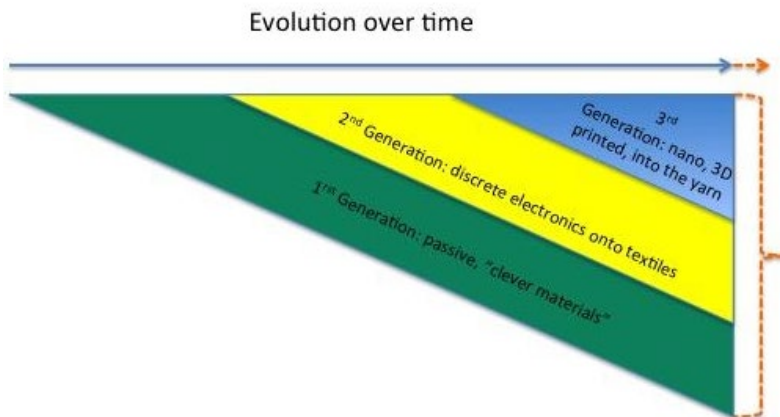 Evolution over time
3rd
Generation: nano, 3D
printed, into the yarn
2nd Generation: discrete electronics onto textiles
1rst Generation: passive, “clever materials”